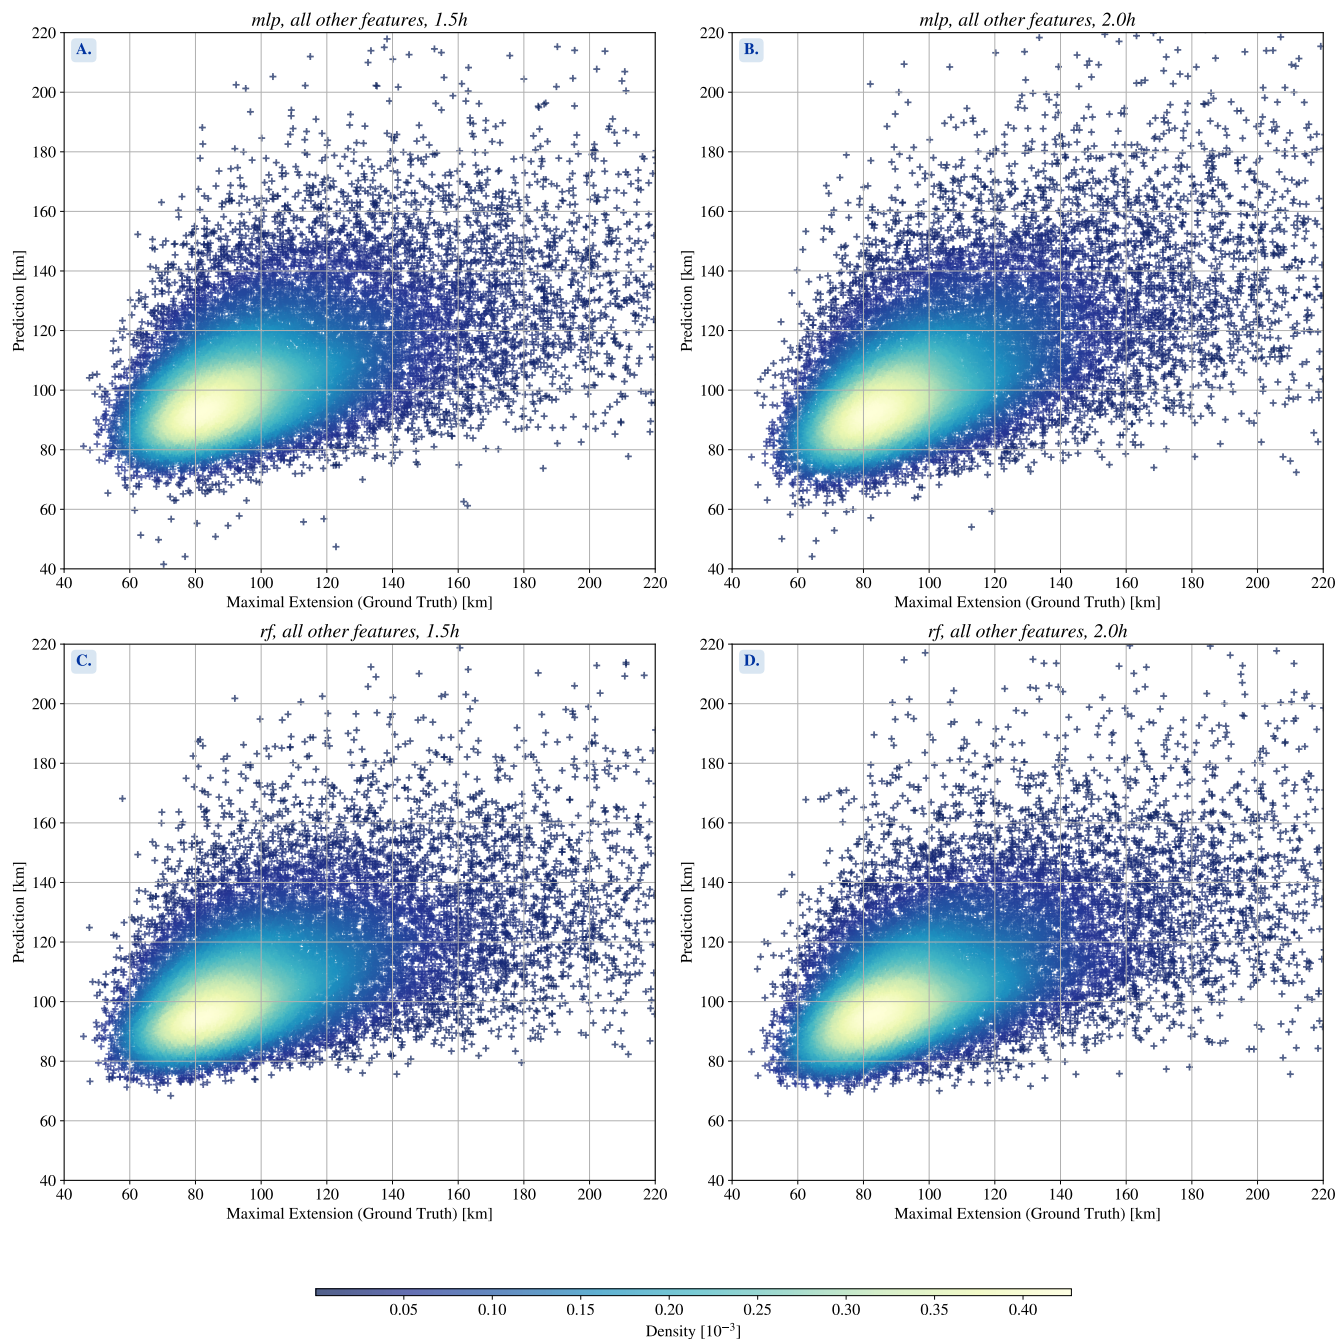 mlp, all other features, 1.5h
A.
220
200
180
160
140
120
100
80
60
40
Prediction [km]
40 60 80 100 120 140 160 180 200 220
Maximal Extension (Ground Truth) [km]
mlp, all other features, 2.0h
B.
220
200
180
160
140
120
100
80
60
40
Prediction [km]
40 60 80 100 120 140 160 180 200 220
Maximal Extension (Ground Truth) [km]
rf, all other features, 1.5h
C.
220
200
180
160
140
120
100
80
60
40
Prediction [km]
40 60 80 100 120 140 160 180 200 220
Maximal Extension (Ground Truth) [km]
rf, all other features, 2.0h
D.
220
200
180
160
140
120
100
80
60
40
Prediction [km]
40 60 80 100 120 140 160 180 200 220
Maximal Extension (Ground Truth) [km]
0.05 0.10 0.15 0.20 0.25 0.30 0.35 0.40
Density [10⁻³]